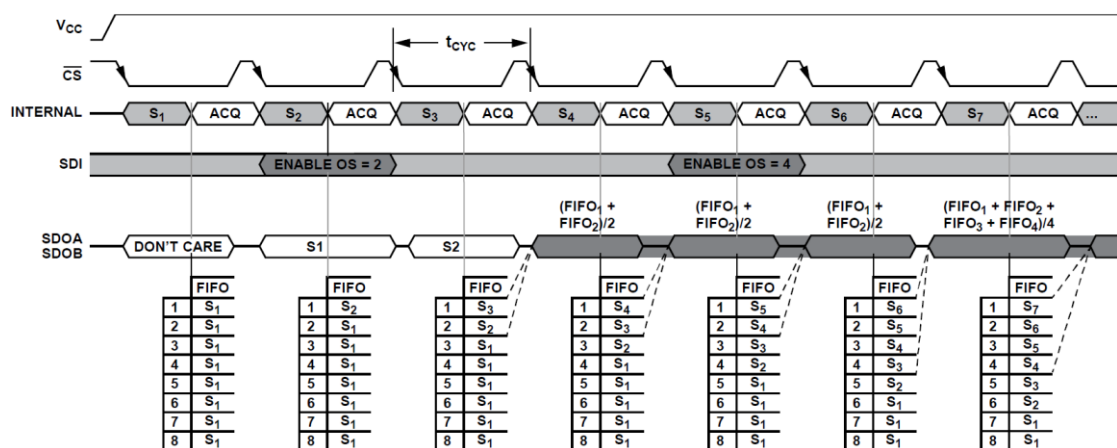 VCC
tCYC
CS
INTERNAL S1 ACQ S2 ACQ S3 ACQ S4 ACQ S5 ACQ S6 ACQ S7 ACQ ...
SDI ENABLE OS = 2 ENABLE OS = 4
(FIFO1 + FIFO2)/2 (FIFO1 + FIFO2)/2 (FIFO1 + FIFO2)/2 (FIFO1 + FIFO2 + FIFO3 + FIFO4)/4
SDOA
SDOB
DON'T CARE S1 S2
FIFO FIFO FIFO FIFO FIFO FIFO FIFO
1 S1 1 S2 1 S3 1 S4 1 S5 1 S6 1 S7
2 S1 2 S1 2 S2 2 S3 2 S4 2 S5 2 S6
3 S1 3 S1 3 S1 3 S2 3 S3 3 S4 3 S5
4 S1 4 S1 4 S1 4 S1 4 S2 4 S3 4 S4
5 S1 5 S1 5 S1 5 S1 5 S1 5 S2 5 S3
6 S1 6 S1 6 S1 6 S1 6 S1 6 S1 6 S2
7 S1 7 S1 7 S1 7 S1 7 S1 7 S1 7 S1
8 S1 8 S1 8 S1 8 S1 8 S1 8 S1 8 S1